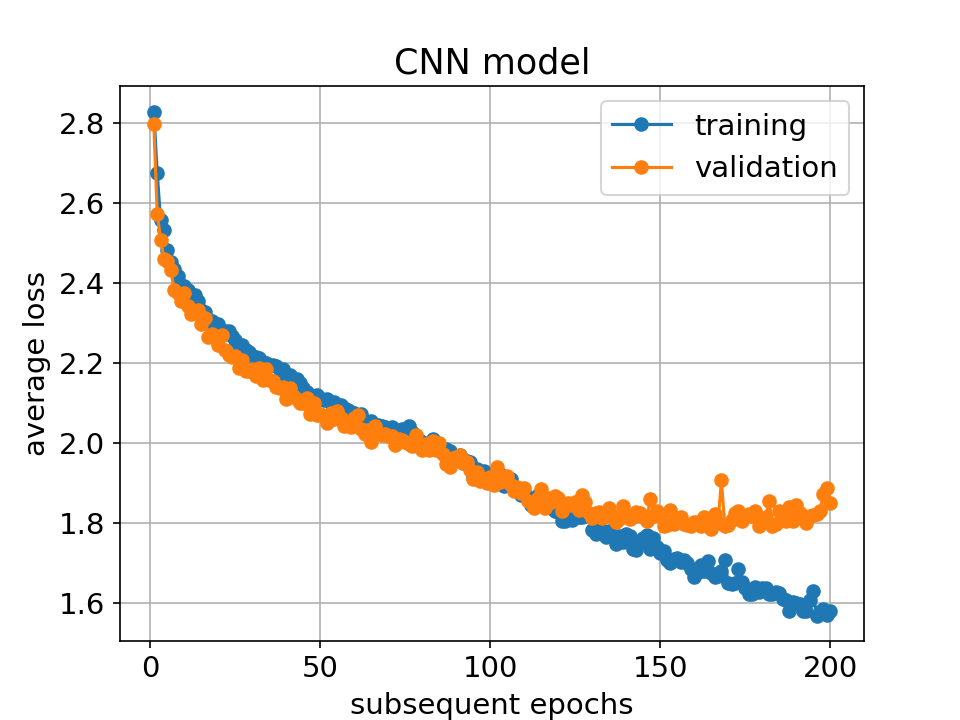 CNN model
training
validation
2.8
2.6
2.4
2.2
2.0
1.8
1.6
average loss
0 50 100 150 200
subsequent epochs